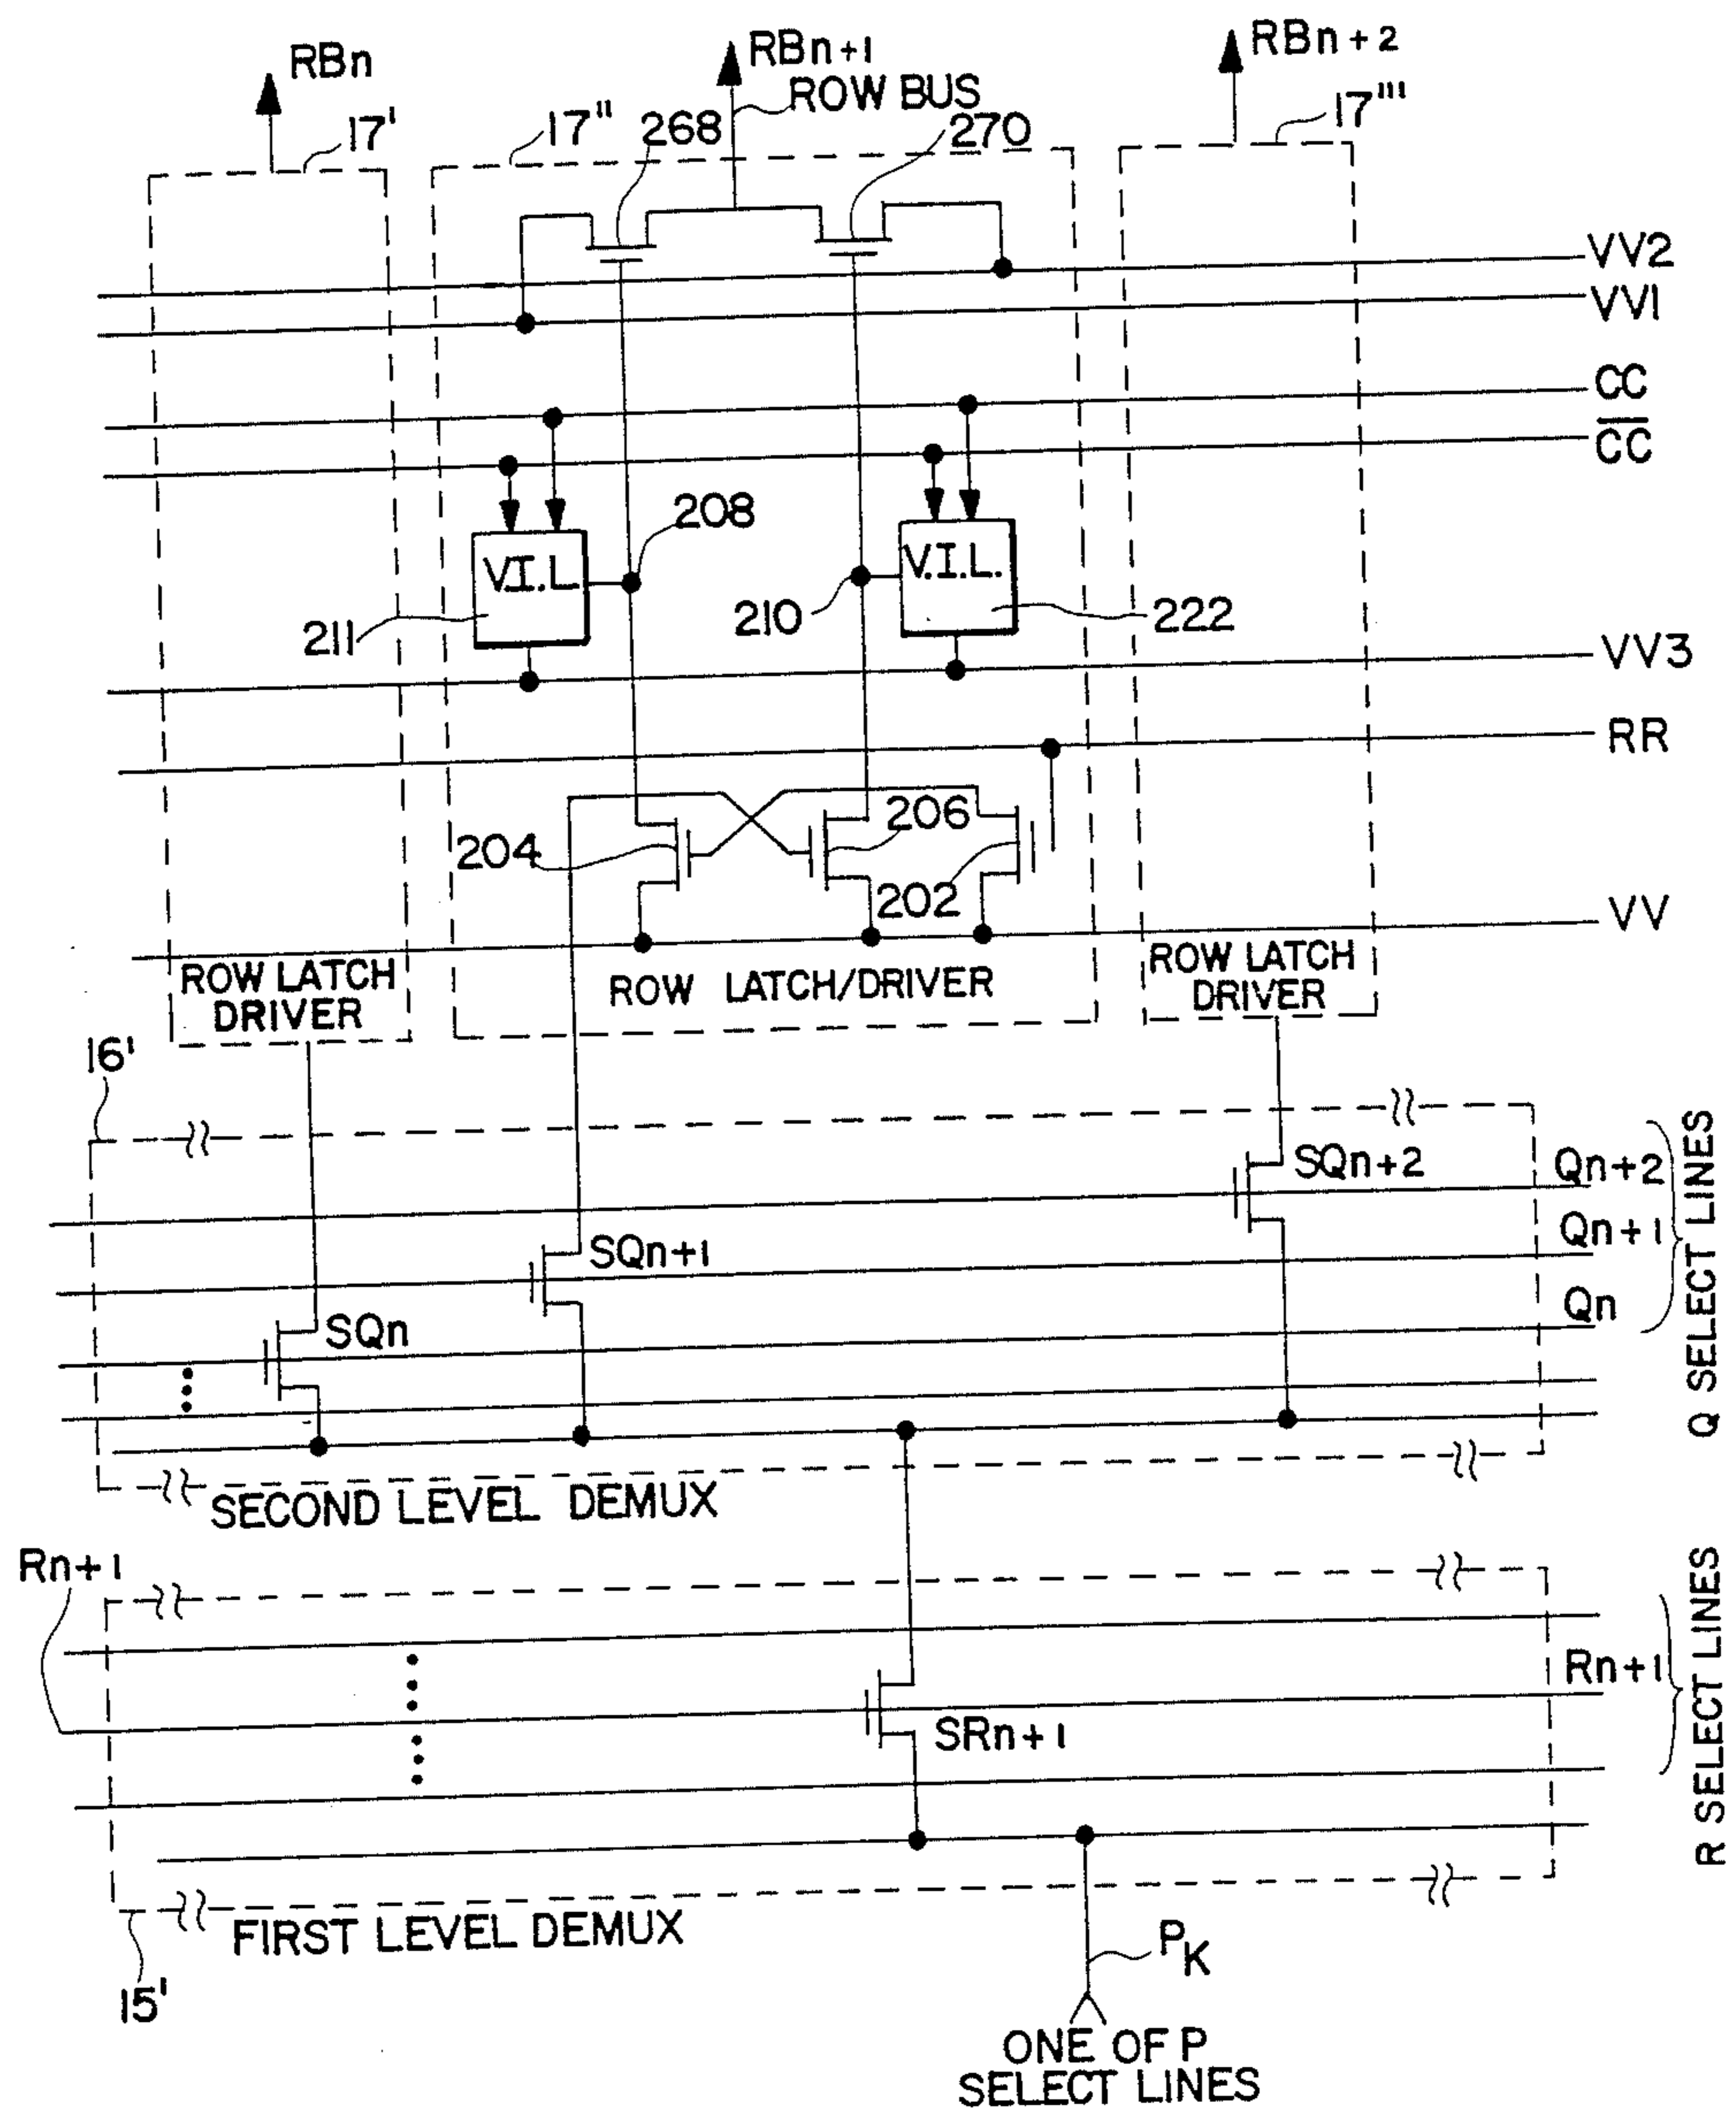 RBn
RBn+1
RBn+2
ROW BUS
17'
17"
268
270
17'''
VV2
VV1
CC
C̅C̅
V.I.L
208
V.I.L.
211
210
222
VV3
RR
204
206
202
VV
ROW LATCH
DRIVER
ROW LATCH/DRIVER
ROW LATCH
DRIVER
16'
SQn+2
Qn+2
SQn+1
Qn+1
SQn
Qn
Q SELECT LINES
SECOND LEVEL DEMUX
Rn+1
Rn+1
SRn+1
R SELECT LINES
FIRST LEVEL DEMUX
PK
15'
ONE OF P
SELECT LINES